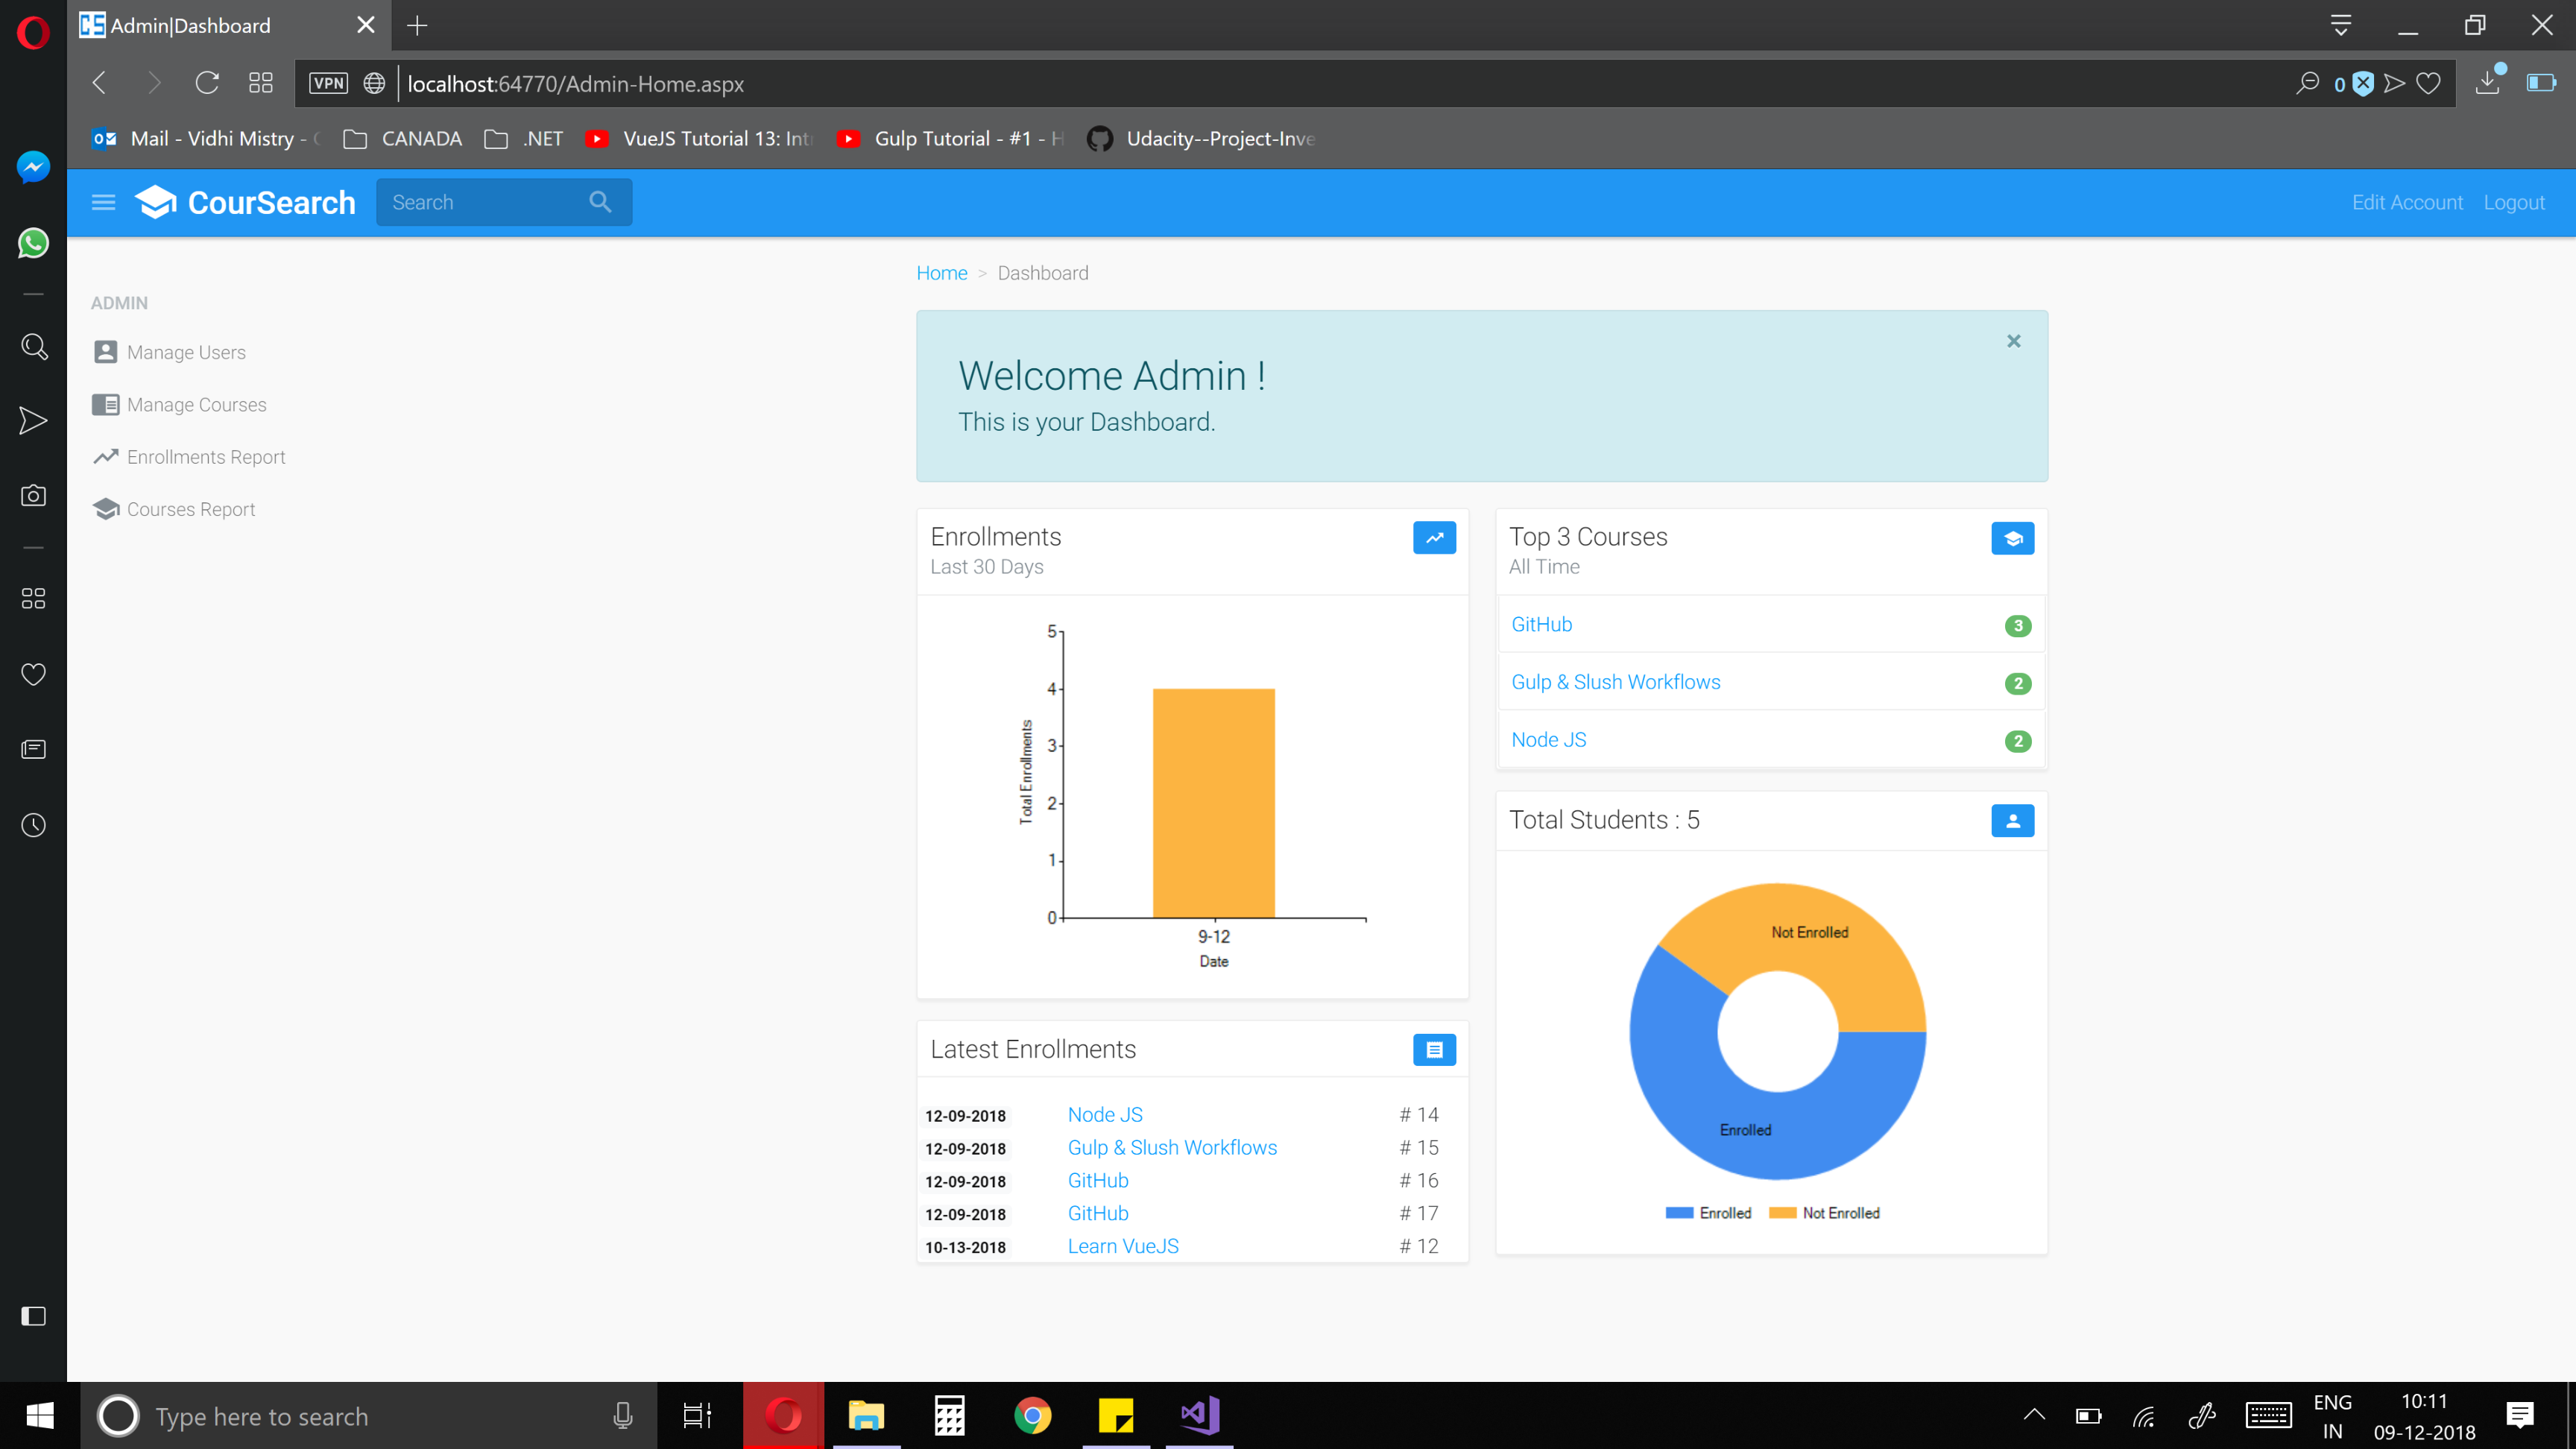 Admin|Dashboard
VPN localhost:64770/Admin-Home.aspx 0
Mail - Vidhi Mistry - CANADA .NET VueJS Tutorial 13: Int Gulp Tutorial - #1 - H Udacity--Project-Inve
CourSearch Search Edit Account Logout
Home > Dashboard
ADMIN
Manage Users
Manage Courses
Enrollments Report
Courses Report
Welcome Admin !
This is your Dashboard.
×
Enrollments
Last 30 Days
5
4
3
2
1
0
Total Enrollments
9-12
Date
Top 3 Courses
All Time
GitHub 3
Gulp & Slush Workflows 2
Node JS 2
Total Students : 5
Not Enrolled
Enrolled
Enrolled Not Enrolled
Latest Enrollments
12-09-2018 Node JS # 14
12-09-2018 Gulp & Slush Workflows # 15
12-09-2018 GitHub # 16
12-09-2018 GitHub # 17
10-13-2018 Learn VueJS # 12
Type here to search
ENG
IN
10:11
09-12-2018